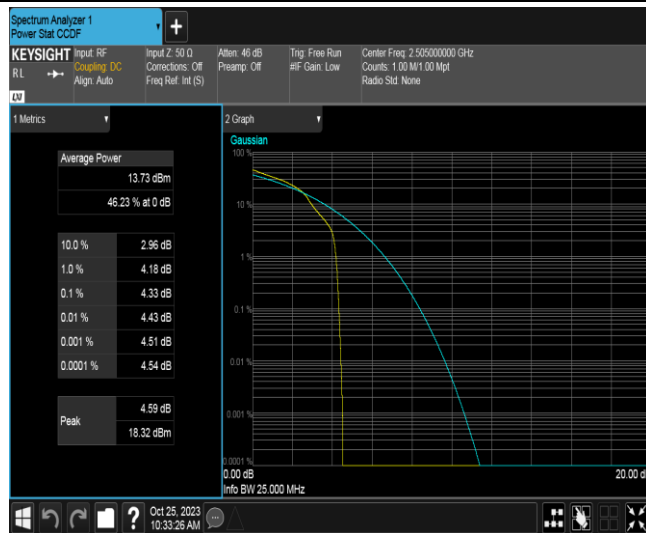 Spectrum Analyzer 1
Power Stat CCDF
+
KEYSIGHT
RL
Input: RF
Coupling: DC
Align: Auto
Input Z: 50 Ω
Corrections: Off
Freq Ref: Int (S)
Atten: 46 dB
Preamp: Off
Trig: Free Run
#IF Gain: Low
Center Freq: 2.505000000 GHz
Counts: 1.00 M/1.00 Mpt
Radio Std: None
1 Metrics
Average Power
13.73 dBm
46.23 % at 0 dB
10.0 % 2.96 dB
1.0 % 4.18 dB
0.1 % 4.33 dB
0.01 % 4.43 dB
0.001 % 4.51 dB
0.0001 % 4.54 dB
Peak
4.59 dB
18.32 dBm
2 Graph
Gaussian
100 %
10 %
1 %
0.1 %
0.01 %
0.001 %
0.0001 %
0.00 dB
20.00 d
Info BW 25.000 MHz
?
Oct 25, 2023
10:33:26 AM